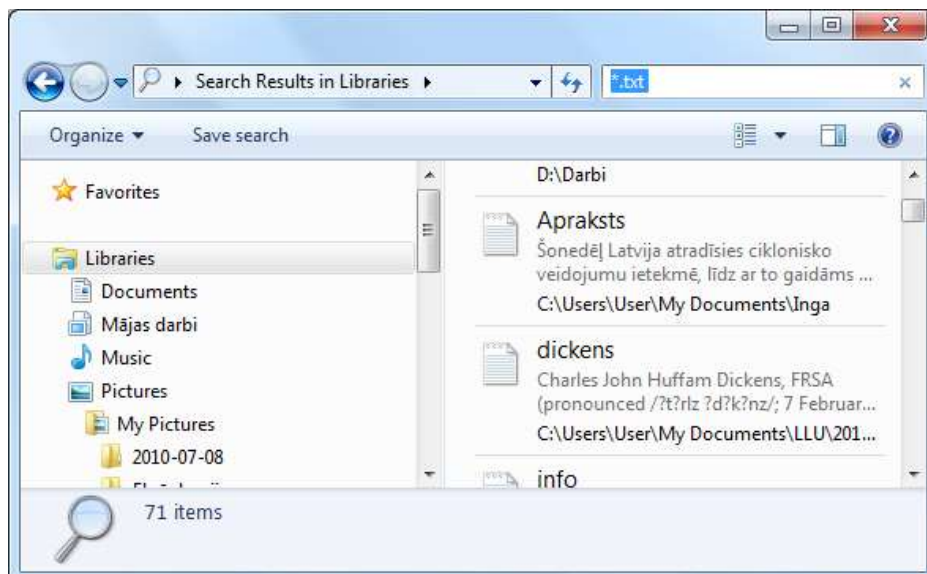 Search Results in Libraries
*.txt
Organize
Save search
Favorites
Libraries
Documents
Mājas darbi
Music
Pictures
My Pictures
2010-07-08
D:\Darbi
Apraksts
Šonedēļ Latvija atradīsies ciklonisko
veidojumu ietekmē, līdz ar to gaidāms ...
C:\Users\User\My Documents\Inga
dickens
Charles John Huffam Dickens, FRSA
(pronounced /?t?rlz ?d?k?nz/; 7 Februar...
C:\Users\User\My Documents\LLU\201...
info
71 items